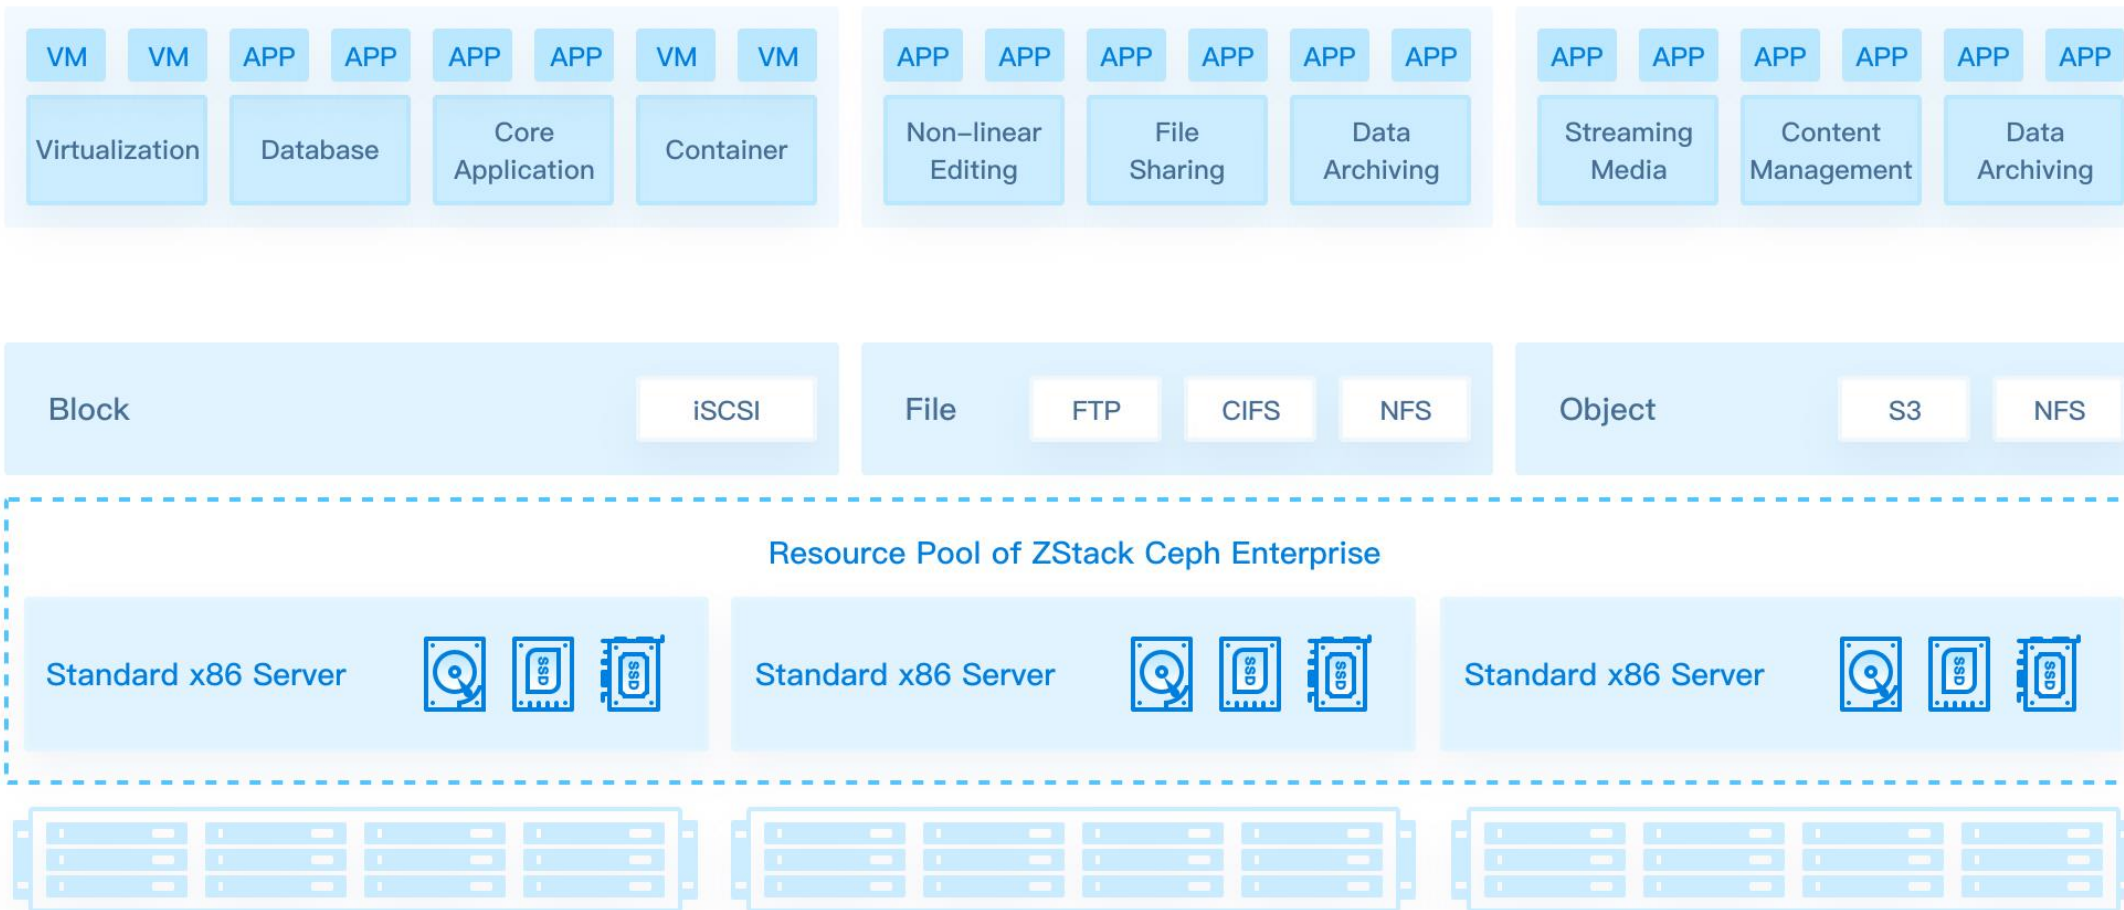 VM VM APP APP APP APP VM VM APP APP APP APP APP APP APP APP APP APP APP APP
Virtualization
Database
Core
Application
Container
Non-linear
Editing
File
Sharing
Data
Archiving
Streaming
Media
Content
Management
Data
Archiving
Block iSCSI
File FTP CIFS NFS
Object S3 NFS
Resource Pool of ZStack Ceph Enterprise
Standard x86 Server SSD SSD
Standard x86 Server SSD SSD
Standard x86 Server SSD SSD